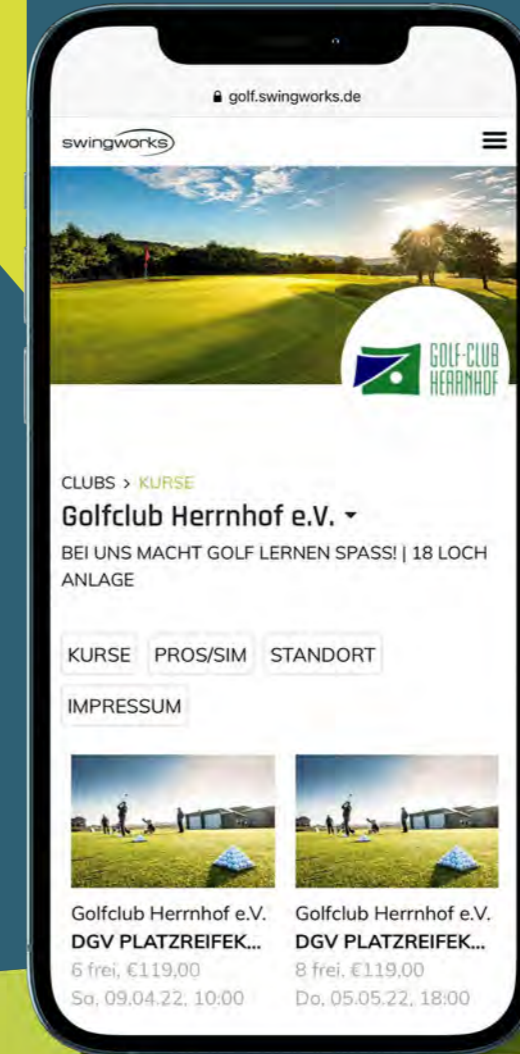 golf.swingworks.de
swingworks
GOLF-CLUB
HERRNHOF
CLUBS > KURSE
Golfclub Herrnhof e.V.
BEI UNS MACHT GOLF LERNEN SPASS! | 18 LOCH
ANLAGE
KURSE PROS/SIM STANDORT
IMPRESSUM
Golfclub Herrnhof e.V.
DGV PLATZREIFEK...
6 frei, €119,00
Sa, 09.04.22, 10:00
Golfclub Herrnhof e.V.
DGV PLATZREIFEK...
8 frei, €119,00
Do, 05.05.22, 18:00